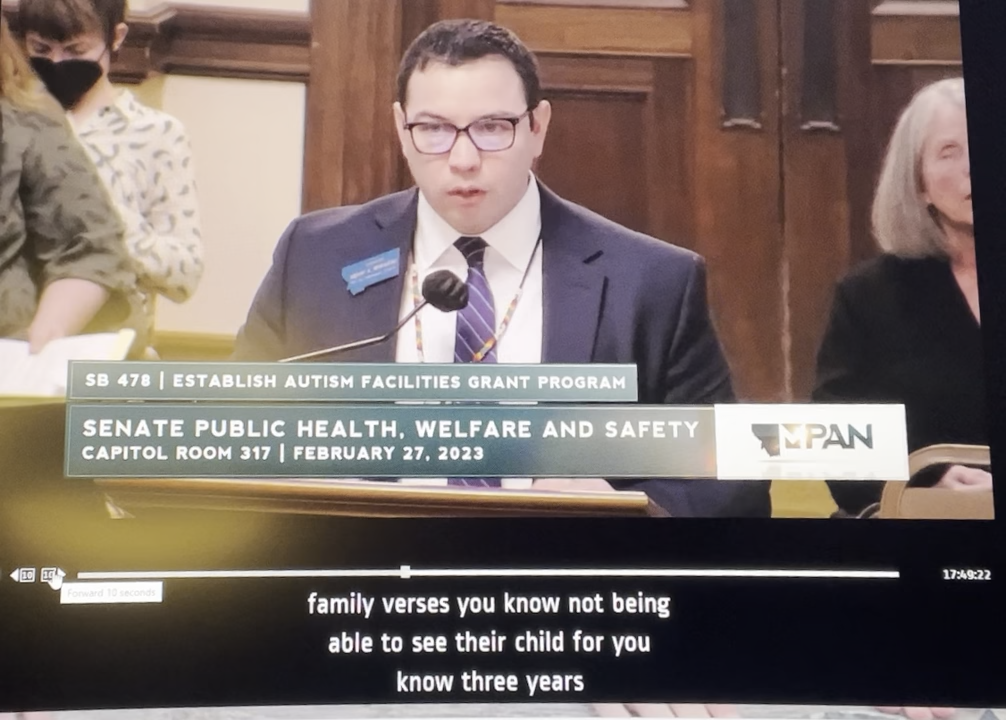 SB 478 | ESTABLISH AUTISM FACILITIES GRANT PROGRAM
SENATE PUBLIC HEALTH, WELFARE AND SAFETY
CAPITOL ROOM 317 | FEBRUARY 27, 2023
MPAN
10 10
17:49:22
Forward 10 seconds
family verses you know not being
able to see their child for you
know three years